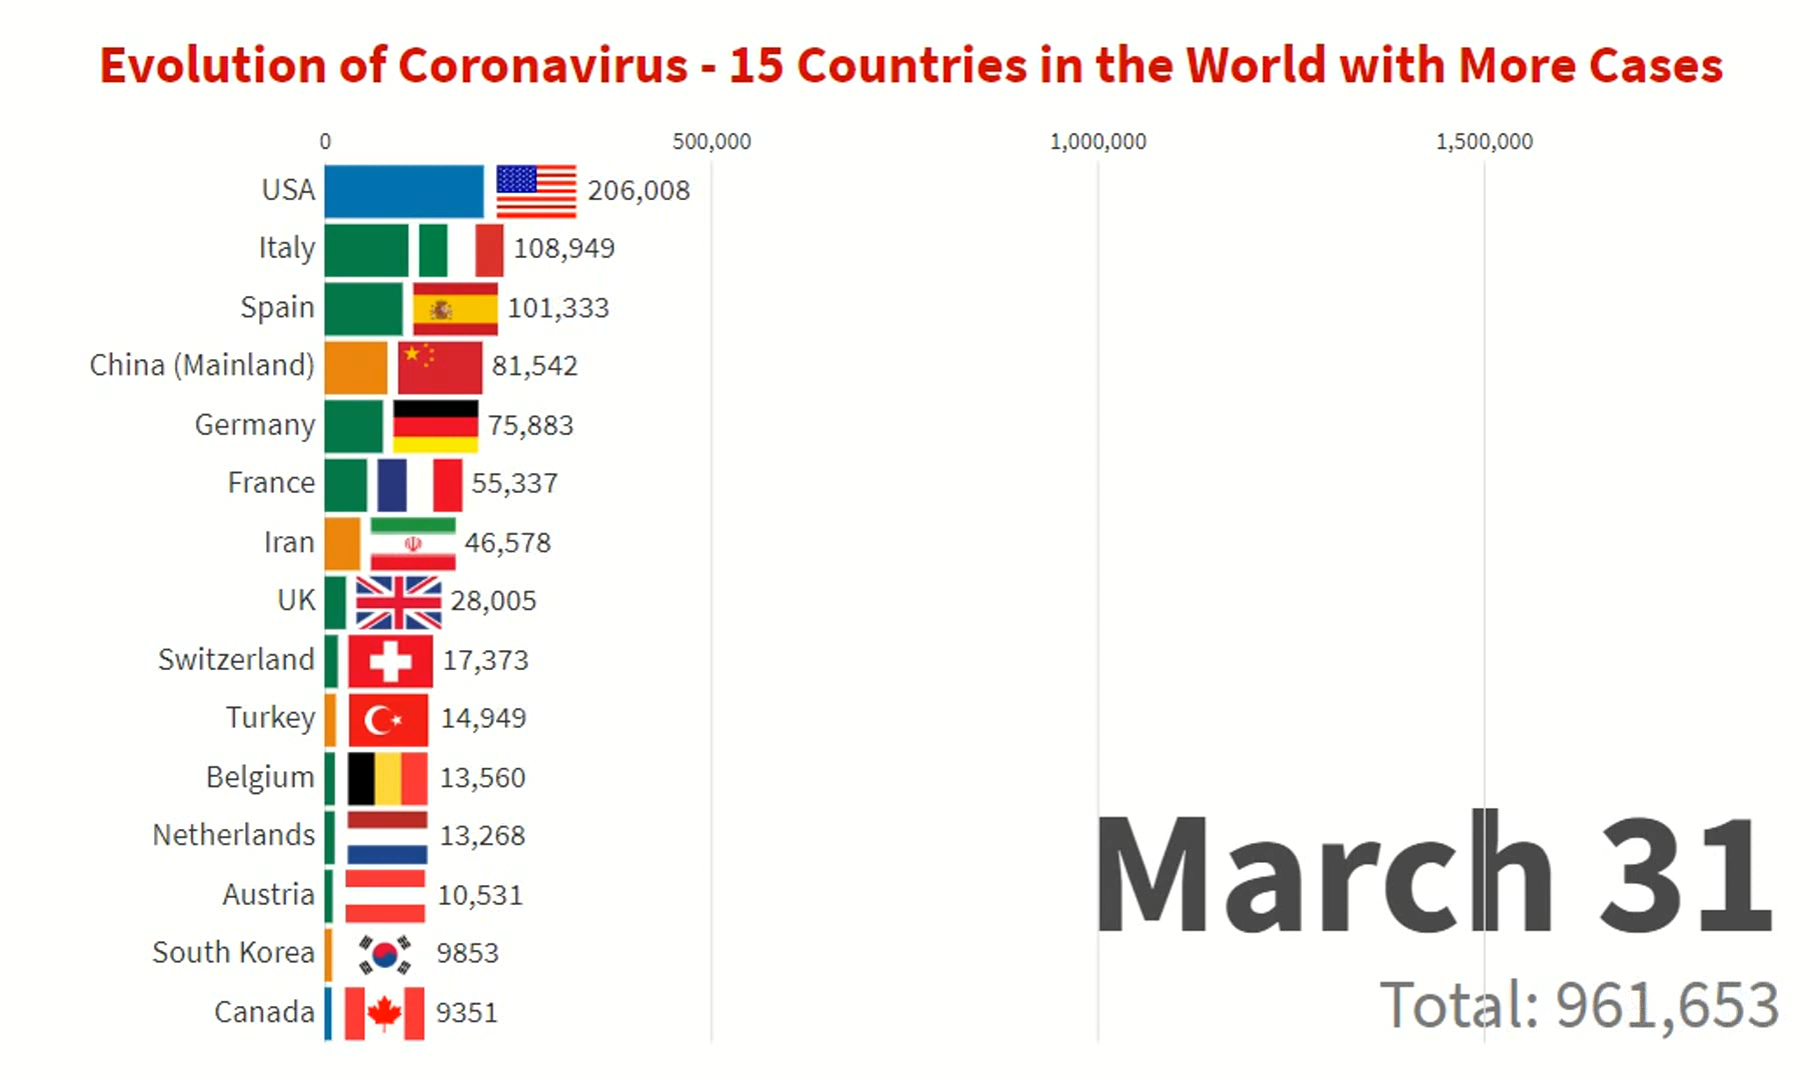 Evolution of Coronavirus - 15 Countries in the World with More Cases
0 500,000 1,000,000 1,500,000
USA 206,008
Italy 108,949
Spain 101,333
China (Mainland) 81,542
Germany 75,883
France 55,337
Iran 46,578
UK 28,005
Switzerland 17,373
Turkey 14,949
Belgium 13,560
Netherlands 13,268
Austria 10,531
South Korea 9853
Canada 9351
March 31
Total: 961,653